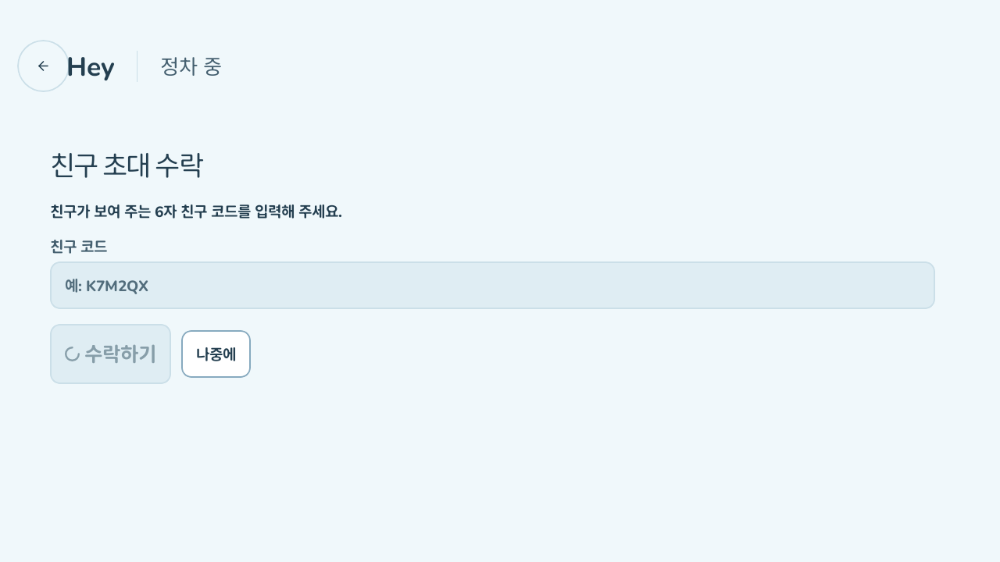 Hey
정차 중
친구 초대 수락
친구가 보여 주는 6자 친구 코드를 입력해 주세요.
친구 코드
예: K7M2QX
수락하기
나중에